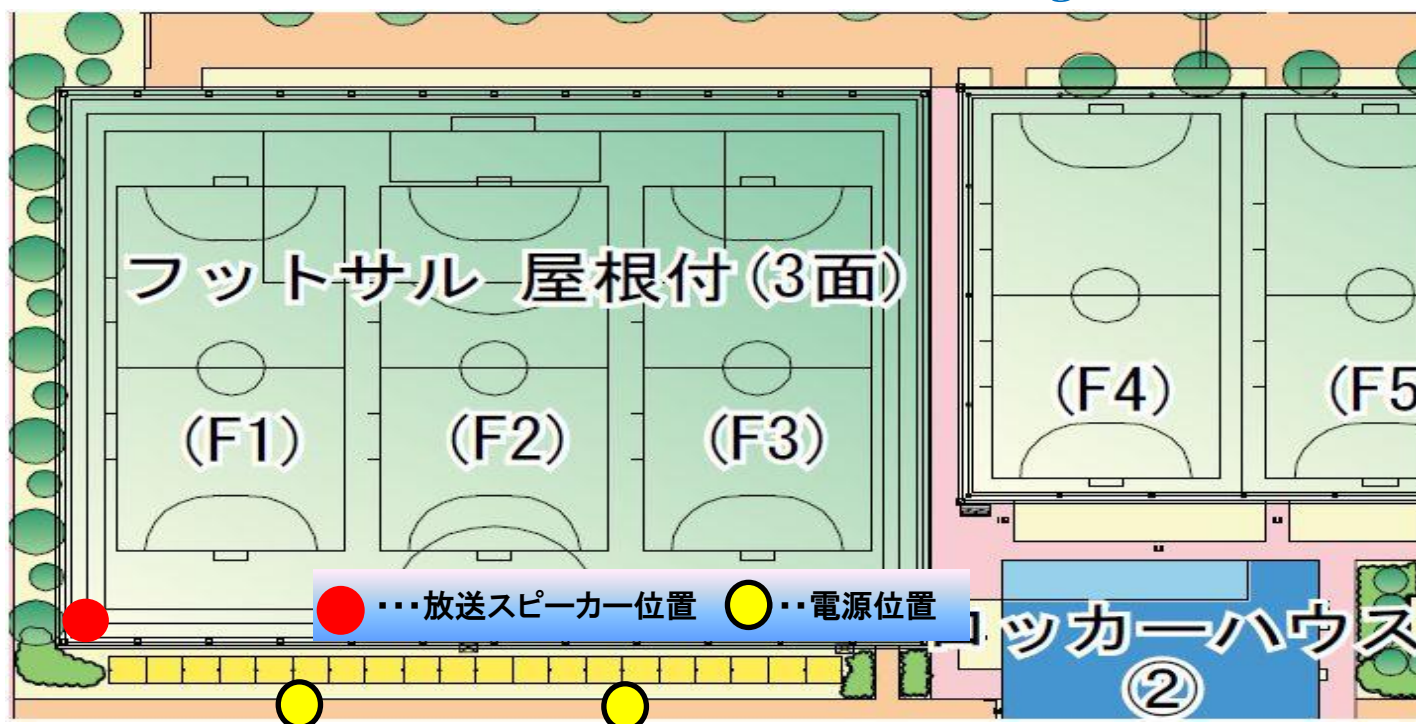 フットサル 屋根付(3面)
(F1)
(F2)
(F3)
(F4)
(F5
･･･放送スピーカー位置
･･電源位置
ロッカーハウス
②